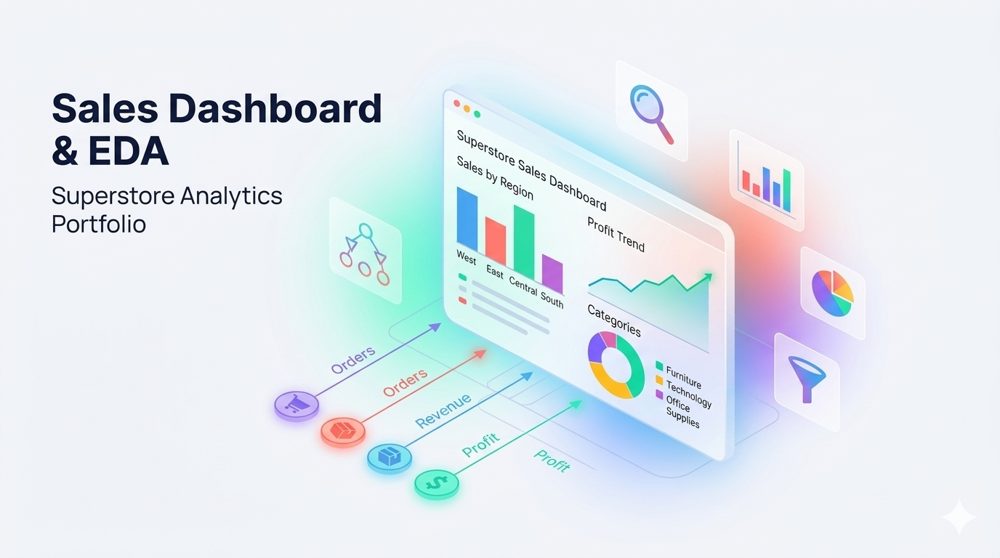 Sales Dashboard
& EDA
Superstore Analytics
Portfolio
Superstore Sales Dashboard
Sales by Region
West
East
Central
South
Profit Trend
Categories
Furniture
Technology
Office
Supplies
Orders
Orders
Revenue
Profit
Profit